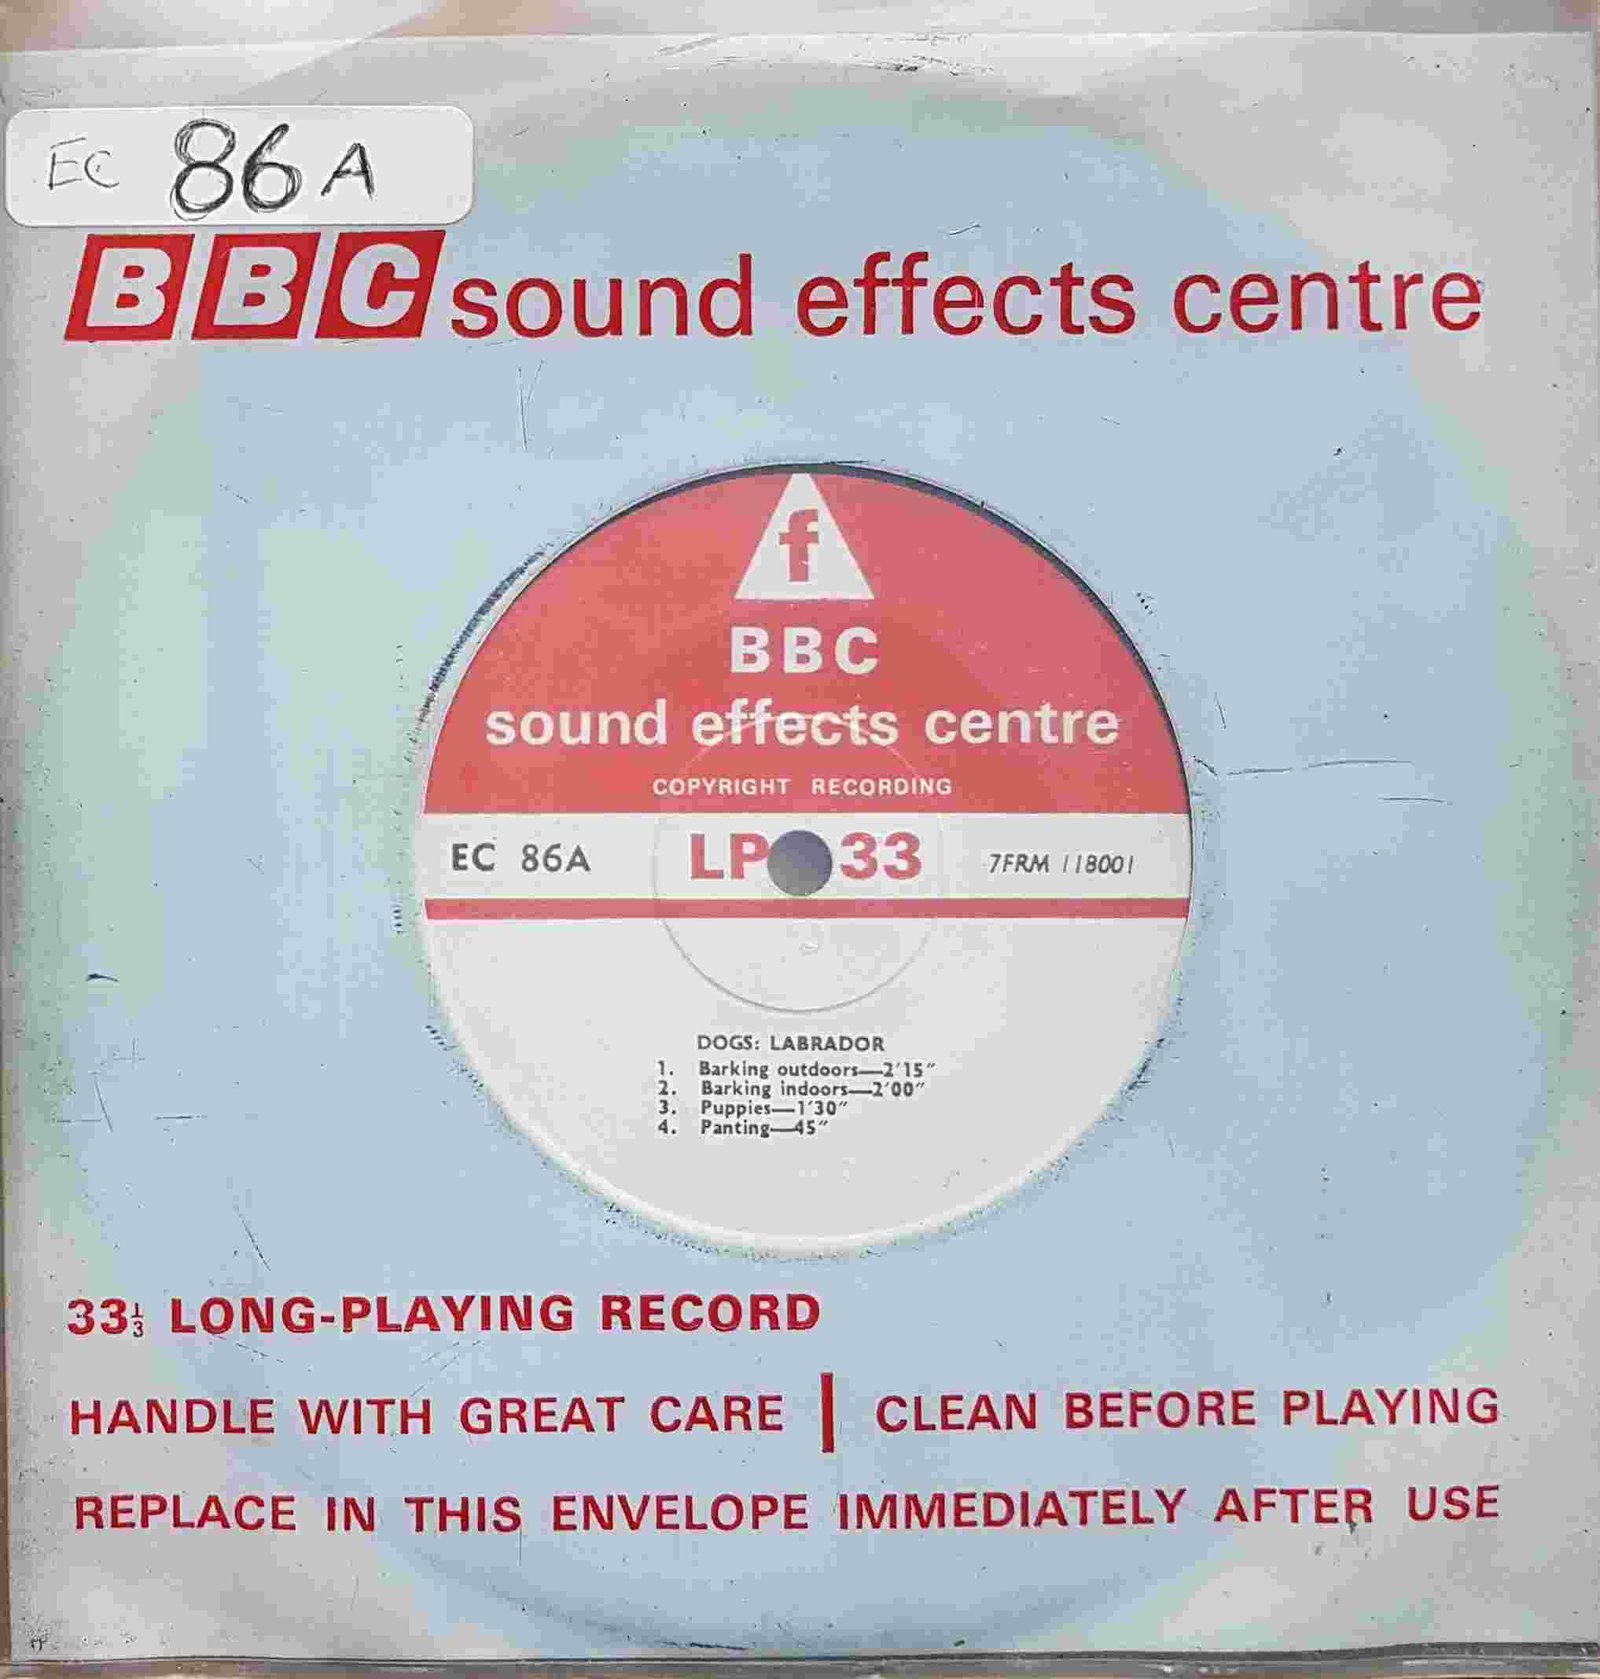 EC 86 A
BBC sound effects centre
f
BBC
sound effects centre
COPYRIGHT RECORDING
EC 86A LP 33 7FRM 118001
DOGS: LABRADOR
1. Barking outdoors—2'15"
2. Barking indoors—2'00"
3. Puppies—1'30"
4. Panting—45"
33⅓ LONG-PLAYING RECORD
HANDLE WITH GREAT CARE | CLEAN BEFORE PLAYING
REPLACE IN THIS ENVELOPE IMMEDIATELY AFTER USE